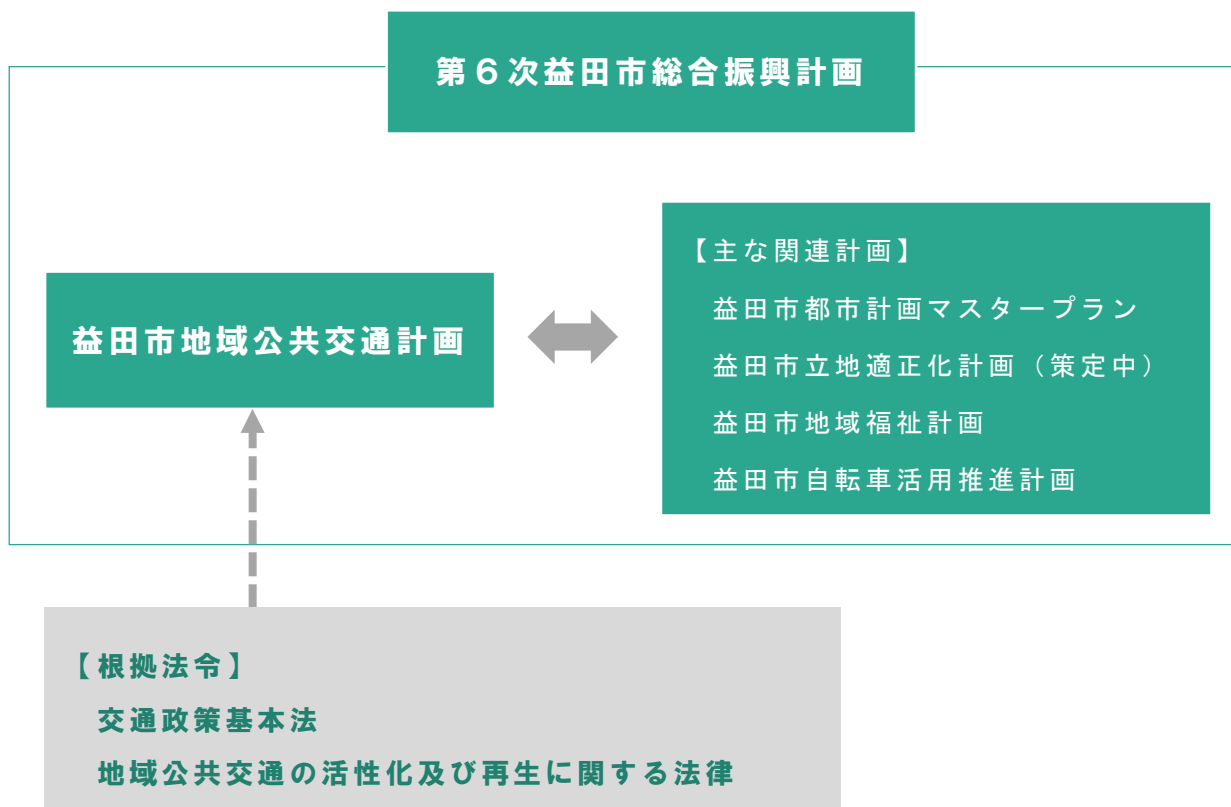 第６次益田市総合振興計画
益田市地域公共交通計画
【主な関連計画】
益田市都市計画マスタープラン
益田市立地適正化計画（策定中）
益田市地域福祉計画
益田市自転車活用推進計画
【根拠法令】
交通政策基本法
地域公共交通の活性化及び再生に関する法律